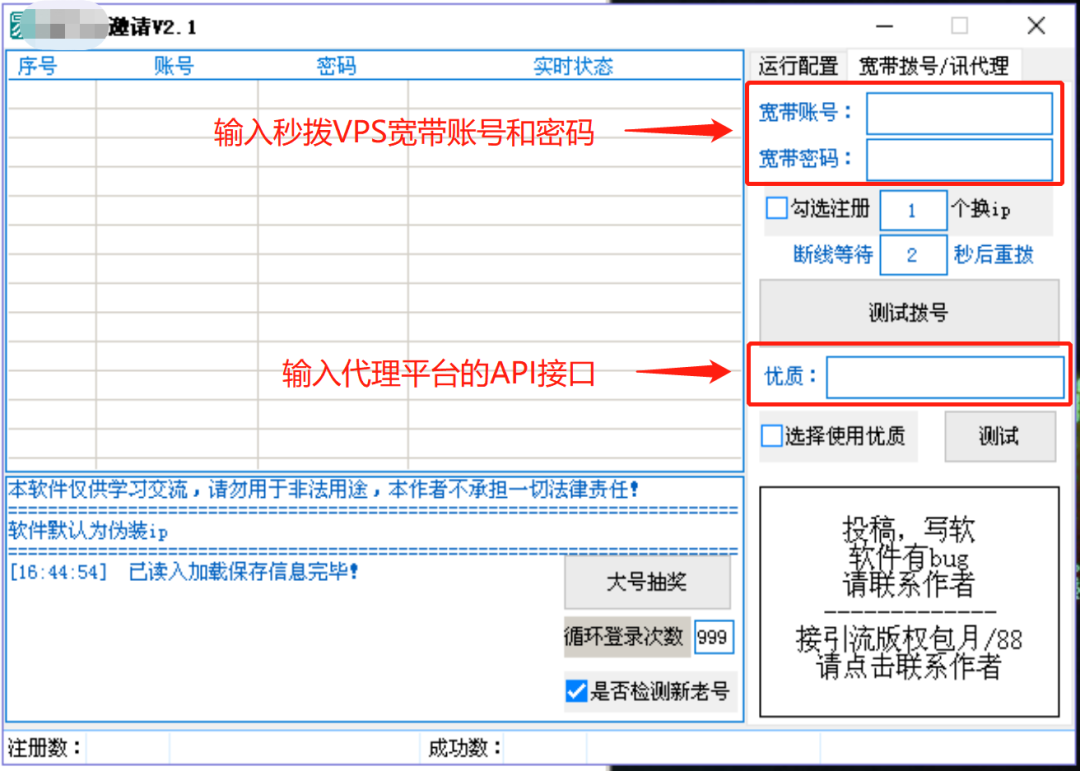 邀请V2.1
序号 账号 密码 实时状态
运行配置 宽带拨号/讯代理
宽带账号：
输入秒拨VPS宽带账号和密码
宽带密码：
勾选注册 1 个换ip
断线等待 2 秒后重拨
测试拨号
输入代理平台的API接口
优质：
选择使用优质 测试
本软件仅供学习交流，请勿用于非法用途，本作者不承担一切法律责任！
==========================================================
软件默认为伪装ip
==========================================================
[16:44:54] 已读入加载保存信息完毕！
大号抽奖
循环登录次数 999
是否检测新老号
投稿，写软
软件有bug
请联系作者
-------------
接引流版权包月/88
请点击联系作者
注册数： 成功数：